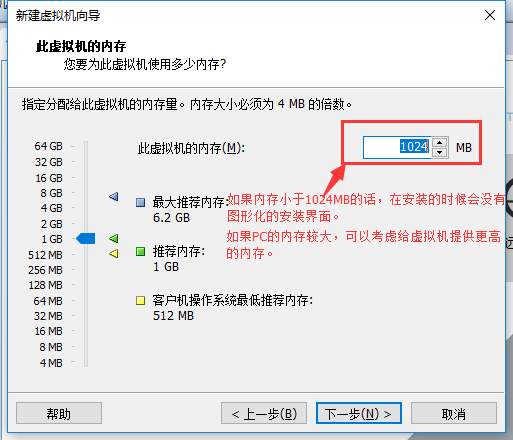 新建虚拟机向导
此虚拟机的内存
您要为此虚拟机使用多少内存?
指定分配给此虚拟机的内存量。内存大小必须为 4 MB 的倍数。
64 GB
32 GB
16 GB
8 GB
4 GB
2 GB
1 GB
512 MB
256 MB
128 MB
64 MB
32 MB
16 MB
8 MB
4 MB
此虚拟机的内存(M):
1024
MB
最大推荐内存:
6.2 GB
推荐内存:
1 GB
客户机操作系统最低推荐内存:
512 MB
如果内存小于1024MB的话，在安装的时候会没有
图形化的安装界面。
如果PC的内存较大，可以考虑给虚拟机提供更高
的内存。
帮助
< 上一步(B)
下一步(N) >
取消
远